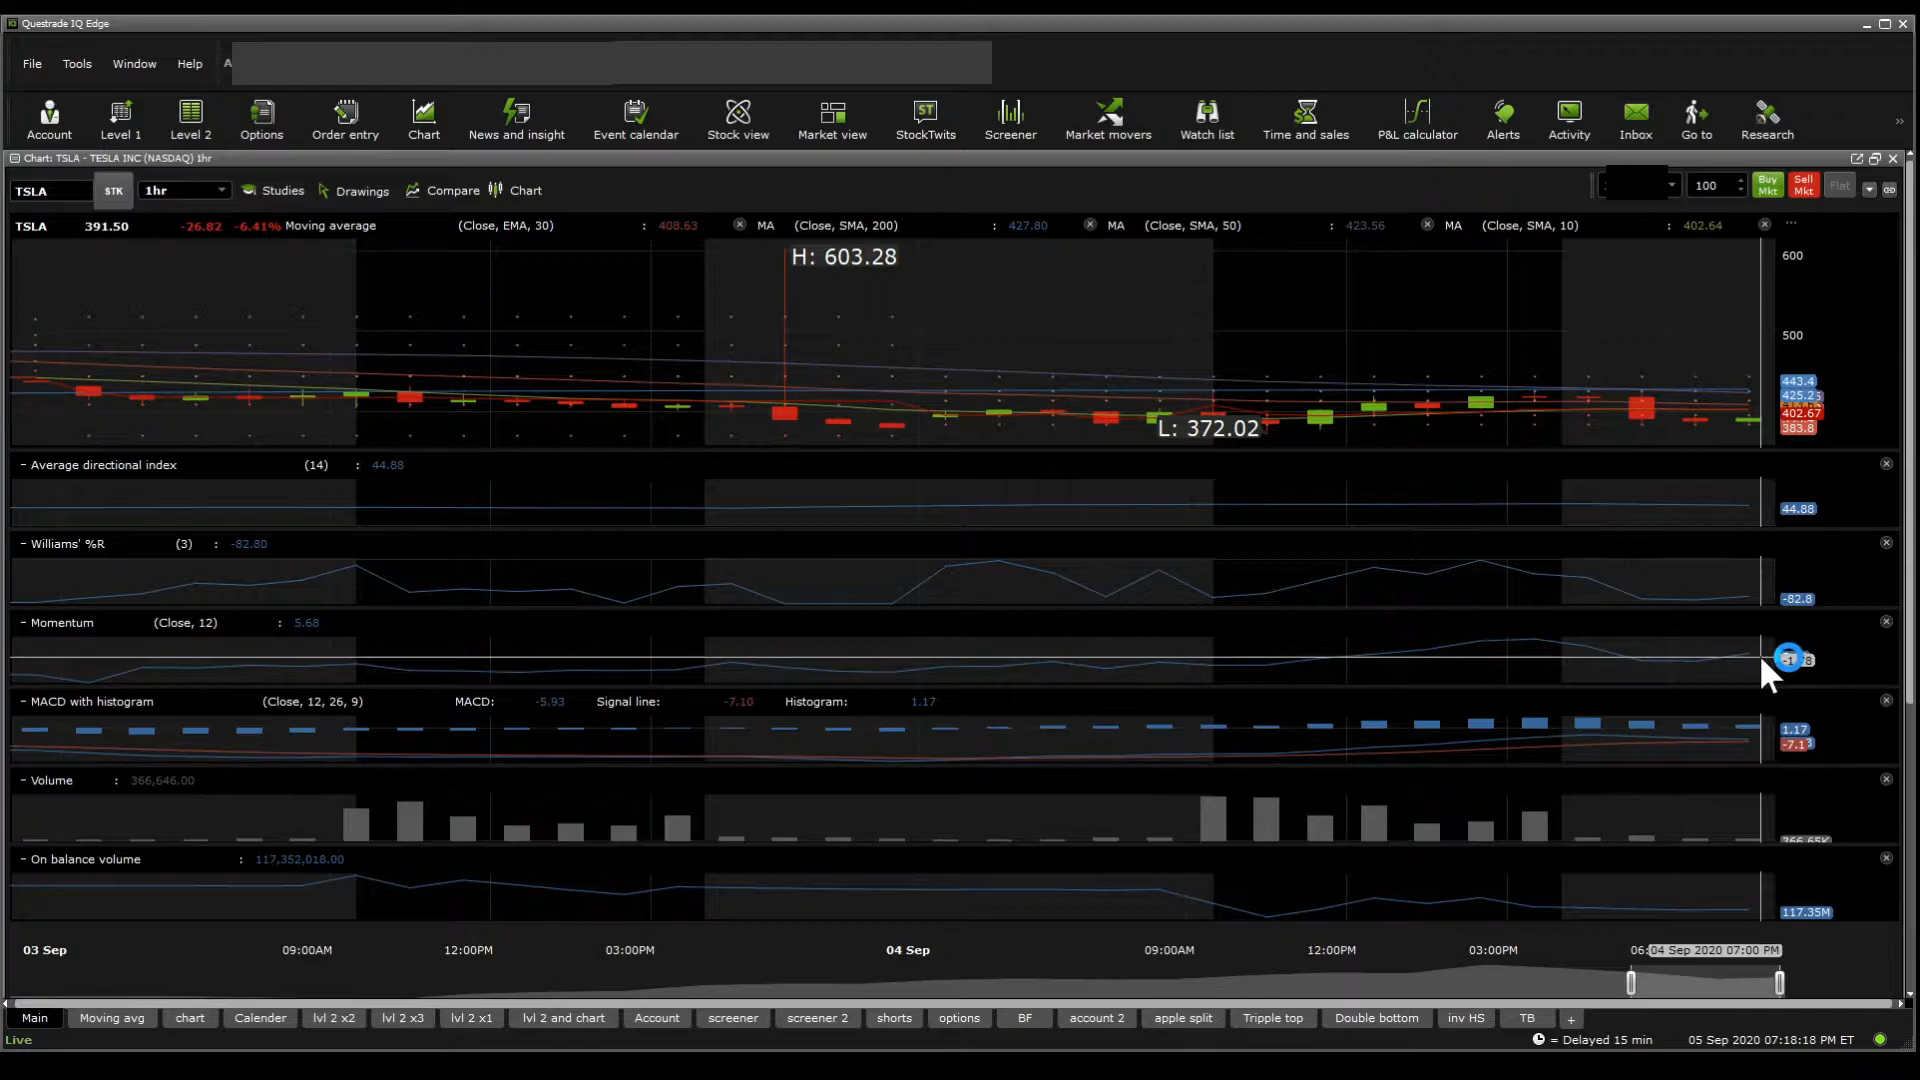 Questrade IQ Edge
File Tools Window Help A
Account Level 1 Level 2 Options Order entry Chart News and insight Event calendar Stock view Market view StockTwits Screener Market movers Watch list Time and sales P&L calculator Alerts Activity Inbox Go to Research
Chart: TSLA - TESLA INC (NASDAQ) 1hr
TSLA STK 1hr Studies Drawings Compare Chart 100 Buy Mkt Sell Mkt Flat
TSLA 391.50 -26.82 -6.41% Moving average (Close, EMA, 30) : 408.63 MA (Close, SMA, 200) : 427.80 MA (Close, SMA, 50) : 423.56 MA (Close, SMA, 10) : 402.64
H: 603.28
600
500
443.4
425.2
402.67
383.8
L: 372.02
- Average directional index (14) : 44.88
44.88
- Williams' %R (3) : -82.80
-82.8
- Momentum (Close, 12) : 5.68
- MACD with histogram (Close, 12, 26, 9) MACD: -5.93 Signal line: -7.10 Histogram: 1.17
1.17
-7.1
- Volume : 366,646.00
366.65K
- On balance volume : 117,352,018.00
117.35M
03 Sep 09:00AM 12:00PM 03:00PM 04 Sep 09:00AM 12:00PM 03:00PM 06: 04 Sep 2020 07:00 PM
Main Moving avg chart Calender lvl 2 x2 lvl 2 x3 lvl 2 x1 lvl 2 and chart Account screener screener 2 shorts options BF account 2 apple split Tripple top Double bottom inv HS TB +
Live = Delayed 15 min 05 Sep 2020 07:18:18 PM ET